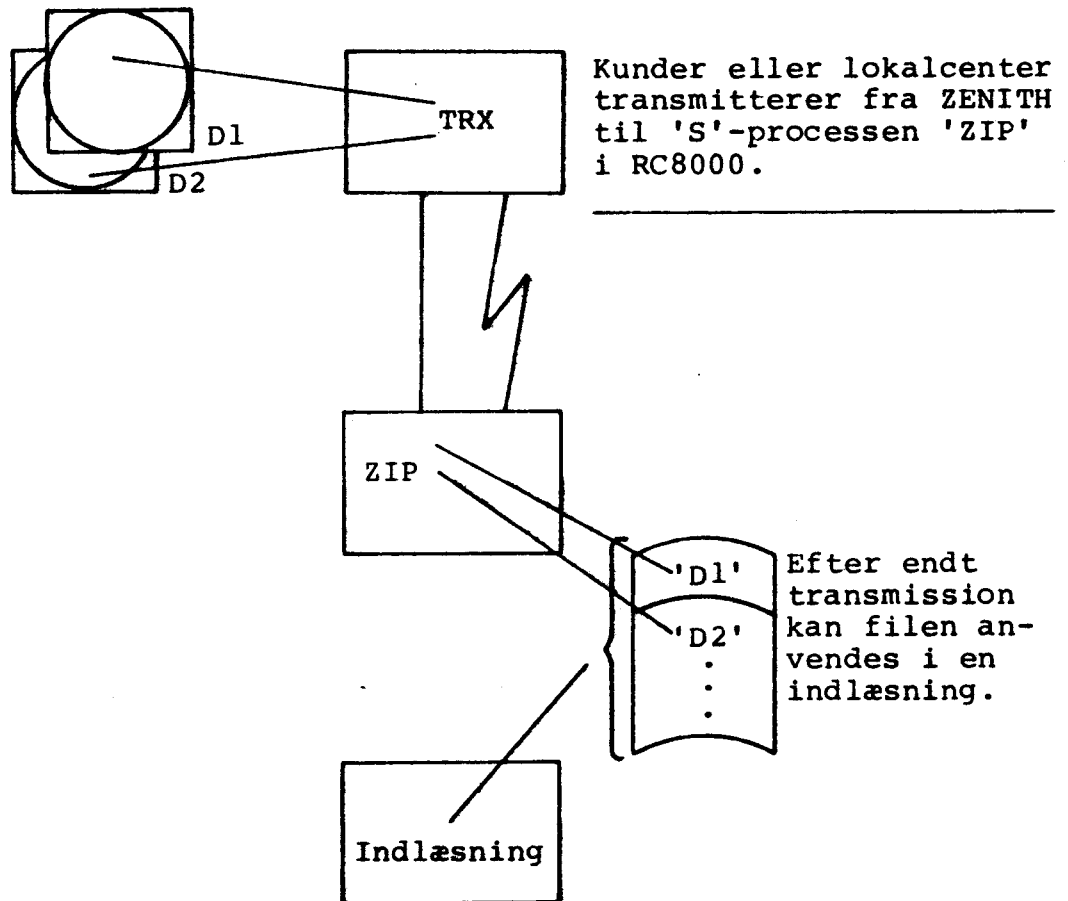 Kunder eller lokalcenter
transmitterer fra ZENITH
til 'S'-processen 'ZIP'
i RC8000.
TRX
D1
D2
ZIP
'D1'
'D2'
Efter endt
transmission
kan filen an-
vendes i en
indlæsning.
Indlæsning